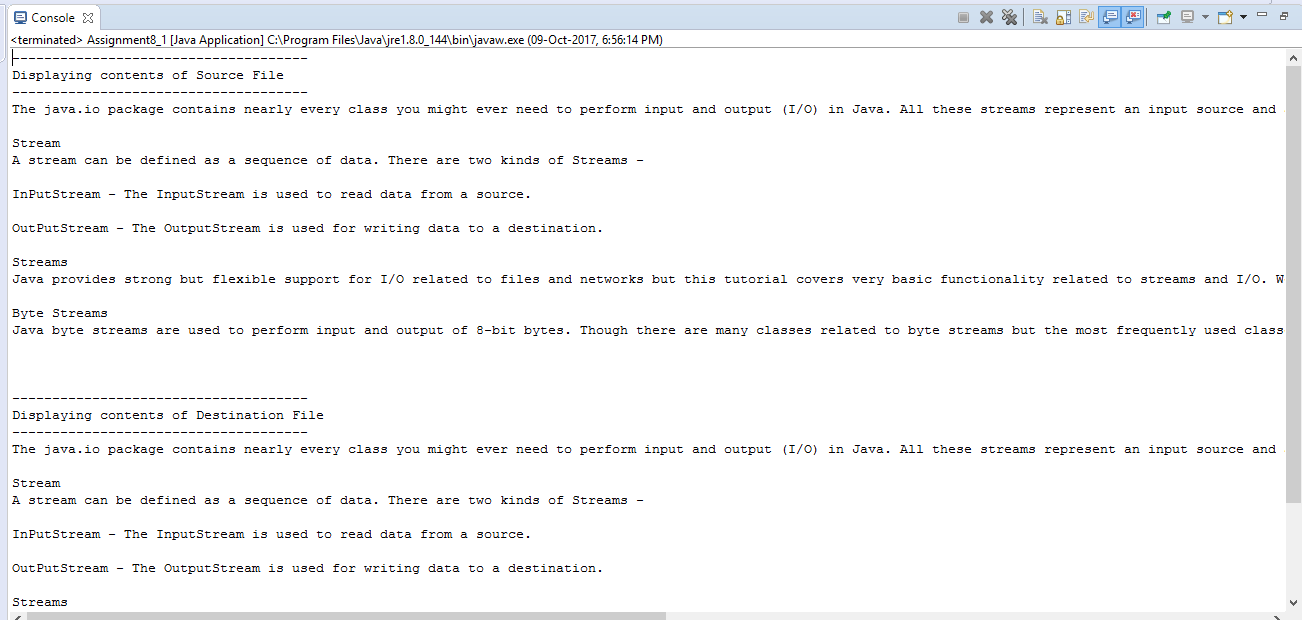 Console
<terminated> Assignment8_1 [Java Application] C:\Program Files\Java\jre1.8.0_144\bin\javaw.exe (09-Oct-2017, 6:56:14 PM)
-------------------------------------
Displaying contents of Source File
-------------------------------------
The java.io package contains nearly every class you might ever need to perform input and output (I/O) in Java. All these streams represent an input source and
Stream
A stream can be defined as a sequence of data. There are two kinds of Streams -
InPutStream - The InputStream is used to read data from a source.
OutPutStream - The OutputStream is used for writing data to a destination.
Streams
Java provides strong but flexible support for I/O related to files and networks but this tutorial covers very basic functionality related to streams and I/O. W
Byte Streams
Java byte streams are used to perform input and output of 8-bit bytes. Though there are many classes related to byte streams but the most frequently used class
-------------------------------------
Displaying contents of Destination File
-------------------------------------
The java.io package contains nearly every class you might ever need to perform input and output (I/O) in Java. All these streams represent an input source and
Stream
A stream can be defined as a sequence of data. There are two kinds of Streams -
InPutStream - The InputStream is used to read data from a source.
OutPutStream - The OutputStream is used for writing data to a destination.
Streams